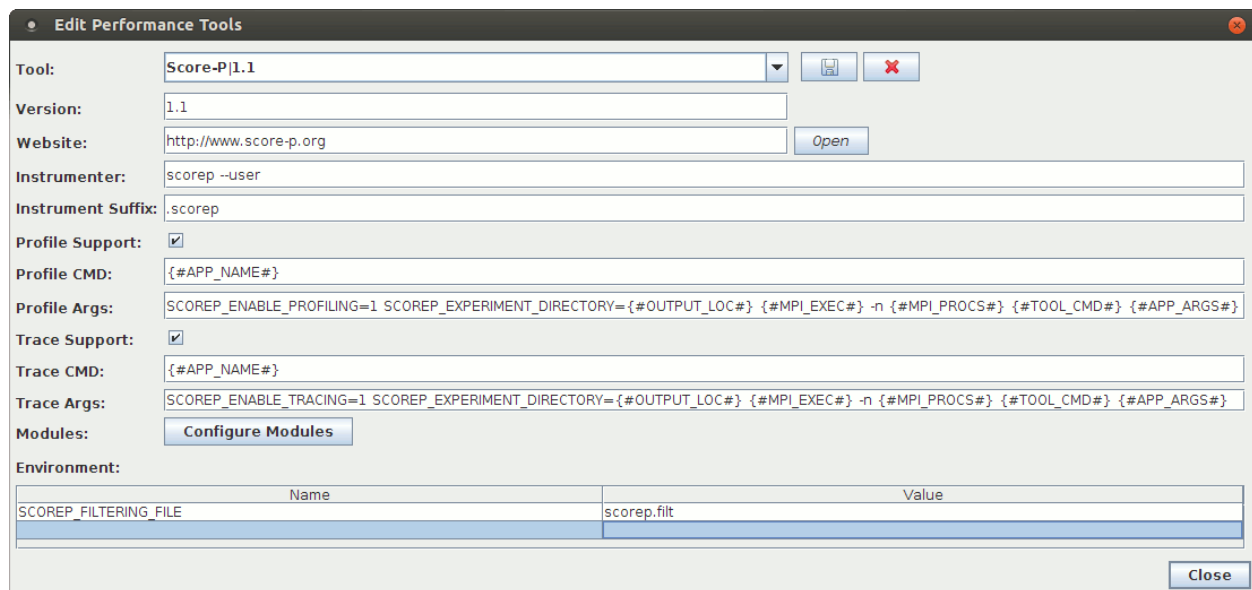 Edit Performance Tools
Tool: Score-P|1.1
Version: 1.1
Website: http://www.score-p.org Open
Instrumenter: scorep --user
Instrument Suffix: .scorep
Profile Support:
Profile CMD: {#APP_NAME#}
Profile Args: SCOREP_ENABLE_PROFILING=1 SCOREP_EXPERIMENT_DIRECTORY={#OUTPUT_LOC#} {#MPI_EXEC#} -n {#MPI_PROCS#} {#TOOL_CMD#} {#APP_ARGS#}
Trace Support:
Trace CMD: {#APP_NAME#}
Trace Args: SCOREP_ENABLE_TRACING=1 SCOREP_EXPERIMENT_DIRECTORY={#OUTPUT_LOC#} {#MPI_EXEC#} -n {#MPI_PROCS#} {#TOOL_CMD#} {#APP_ARGS#}
Modules: Configure Modules
Environment:
Name Value
SCOREP_FILTERING_FILE scorep.filt
Close